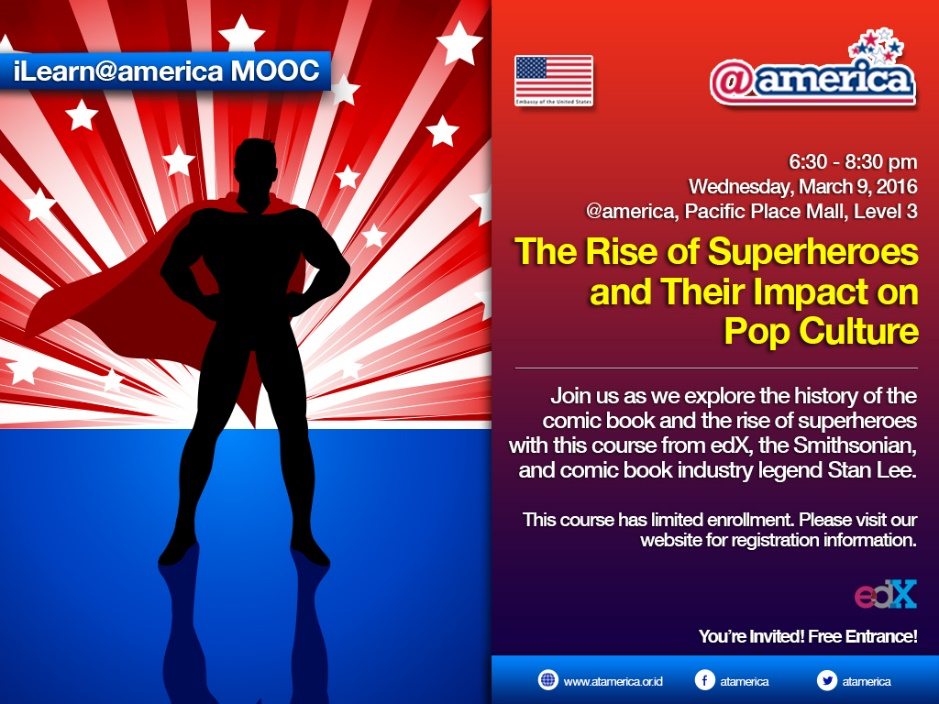 iLearn@america MOOC
Embassy of the United States
@america
6:30 - 8:30 pm
Wednesday, March 9, 2016
@america, Pacific Place Mall, Level 3
The Rise of Superheroes
and Their Impact on
Pop Culture
Join us as we explore the history of the
comic book and the rise of superheroes
with this course from edX, the Smithsonian,
and comic book industry legend Stan Lee.
This course has limited enrollment. Please visit our
website for registration information.
edX
You're Invited! Free Entrance!
www.atamerica.or.id
atamerica
atamerica